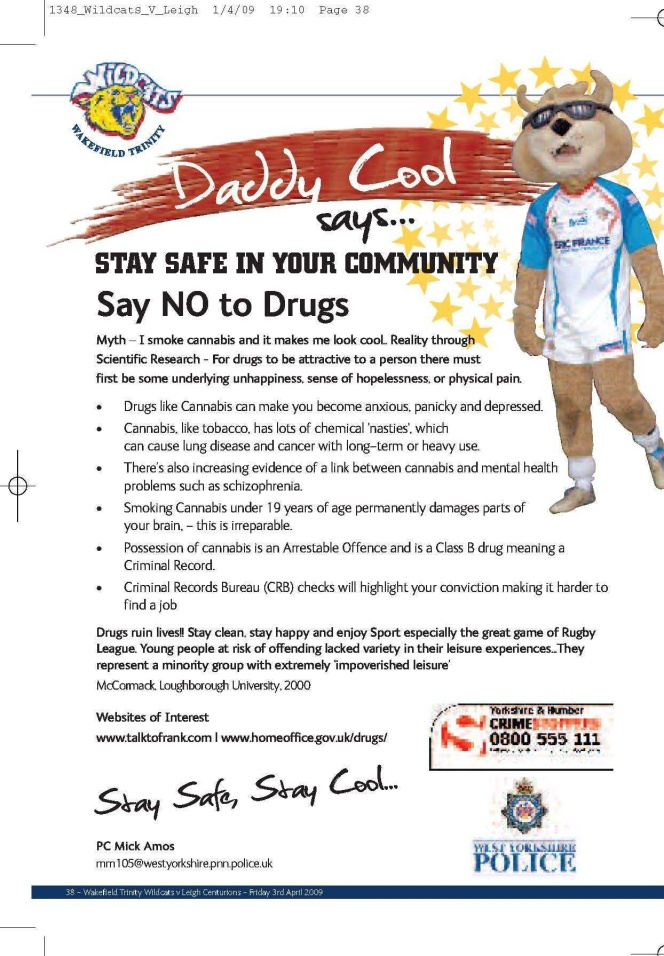 1348_Wildcats_V_Leigh 1/4/09 19:10 Page 38
WILDCATS
WAKEFIELD TRINITY
Daddy Cool
says...
STAY SAFE IN YOUR COMMUNITY
Say NO to Drugs
ERIC FRANCE
Myth – I smoke cannabis and it makes me look cool.. Reality through
Scientific Research - For drugs to be attractive to a person there must
first be some underlying unhappiness, sense of hopelessness, or physical pain.
• Drugs like Cannabis can make you become anxious, panicky and depressed.
• Cannabis, like tobacco, has lots of chemical 'nasties', which
can cause lung disease and cancer with long–term or heavy use.
• There's also increasing evidence of a link between cannabis and mental health
problems such as schizophrenia.
• Smoking Cannabis under 19 years of age permanently damages parts of
your brain, – this is irreparable.
• Possession of cannabis is an Arrestable Offence and is a Class B drug meaning a
Criminal Record.
• Criminal Records Bureau (CRB) checks will highlight your conviction making it harder to
find a job
Drugs ruin lives!! Stay clean, stay happy and enjoy Sport especially the great game of Rugby
League. Young people at risk of offending lacked variety in their leisure experiences...They
represent a minority group with extremely 'impoverished leisure'
McCormack, Loughborough University, 2000
Websites of Interest
www.talktofrank.com l www.homeoffice.gov.uk/drugs/
Yorkshire & Humber
CRIMESTOPPERS
0800 555 111
Stay Safe, Stay Cool...
PC Mick Amos
mm105@westyorkshire.pnn.police.uk
WEST YORKSHIRE
POLICE
38 – Wakefield Trinity Wildcats v Leigh Centurions – Friday 3rd April 2009